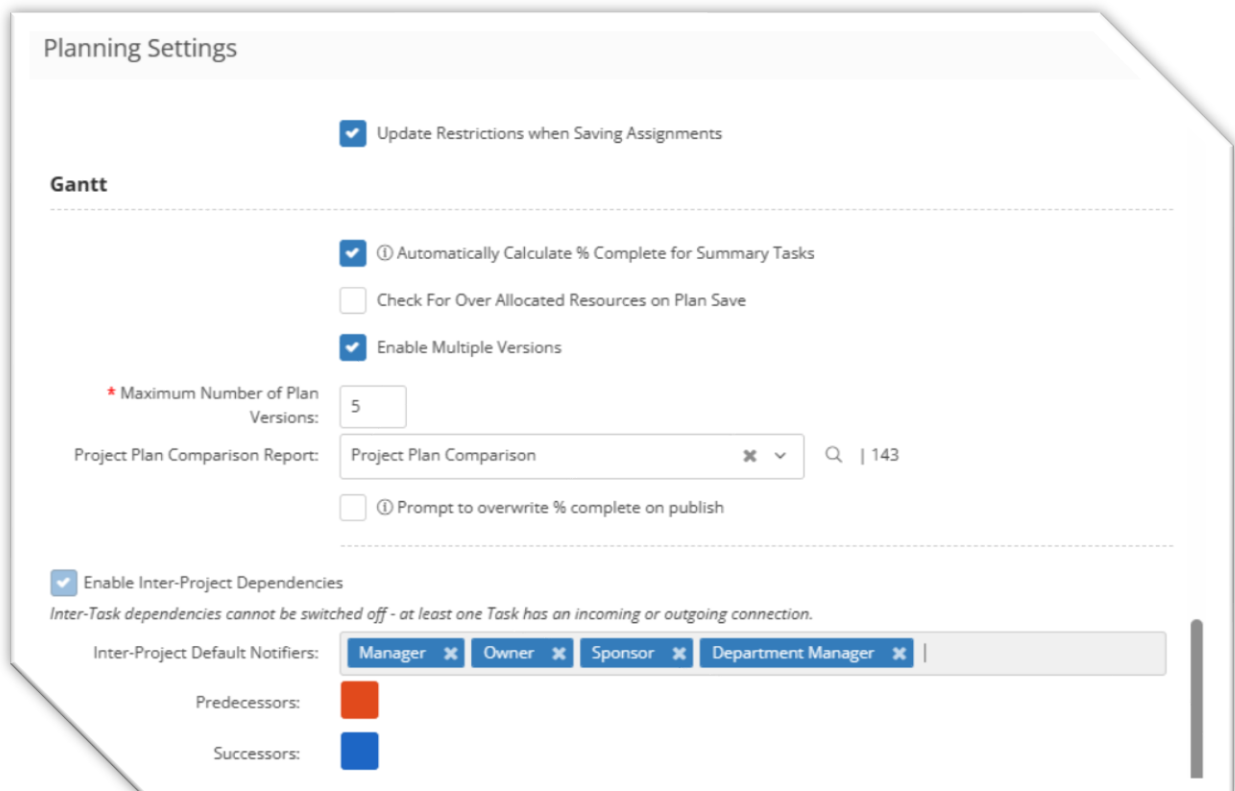 Planning Settings
Update Restrictions when Saving Assignments
Gantt
ⓘ Automatically Calculate % Complete for Summary Tasks
Check For Over Allocated Resources on Plan Save
Enable Multiple Versions
* Maximum Number of Plan
Versions:
5
Project Plan Comparison Report:
Project Plan Comparison
| 143
ⓘ Prompt to overwrite % complete on publish
Enable Inter-Project Dependencies
Inter-Task dependencies cannot be switched off - at least one Task has an incoming or outgoing connection.
Inter-Project Default Notifiers:
Manager
Owner
Sponsor
Department Manager
Predecessors:
Successors: